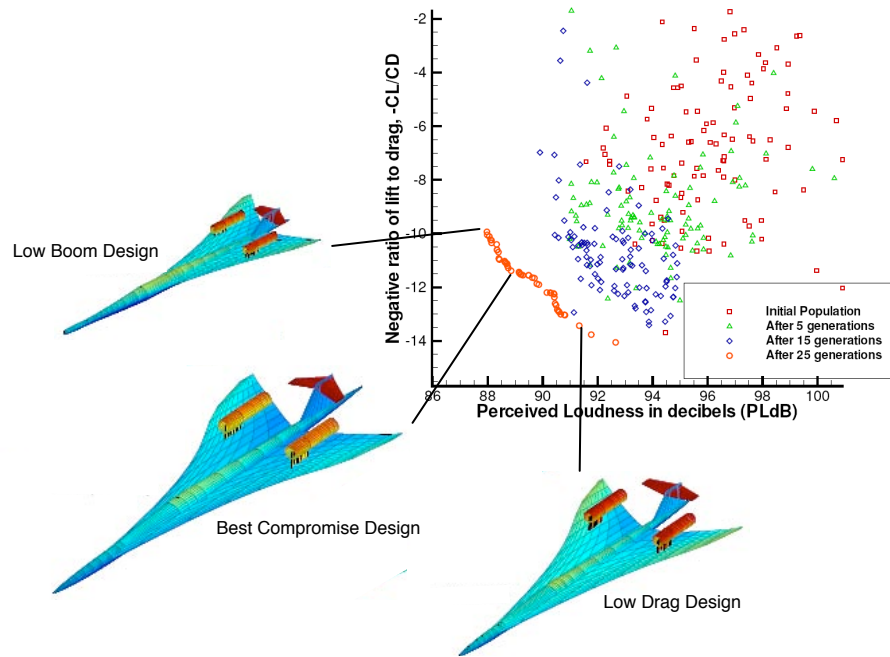 -2
-4
-6
-8
-10
-12
-14
Negative ratio of lift to drag, -CL/CD
86
88
90
92
94
96
98
100
Perceived Loudness in decibels (PLdB)
Initial Population
After 5 generations
After 15 generations
After 25 generations
Low Boom Design
Best Compromise Design
Low Drag Design